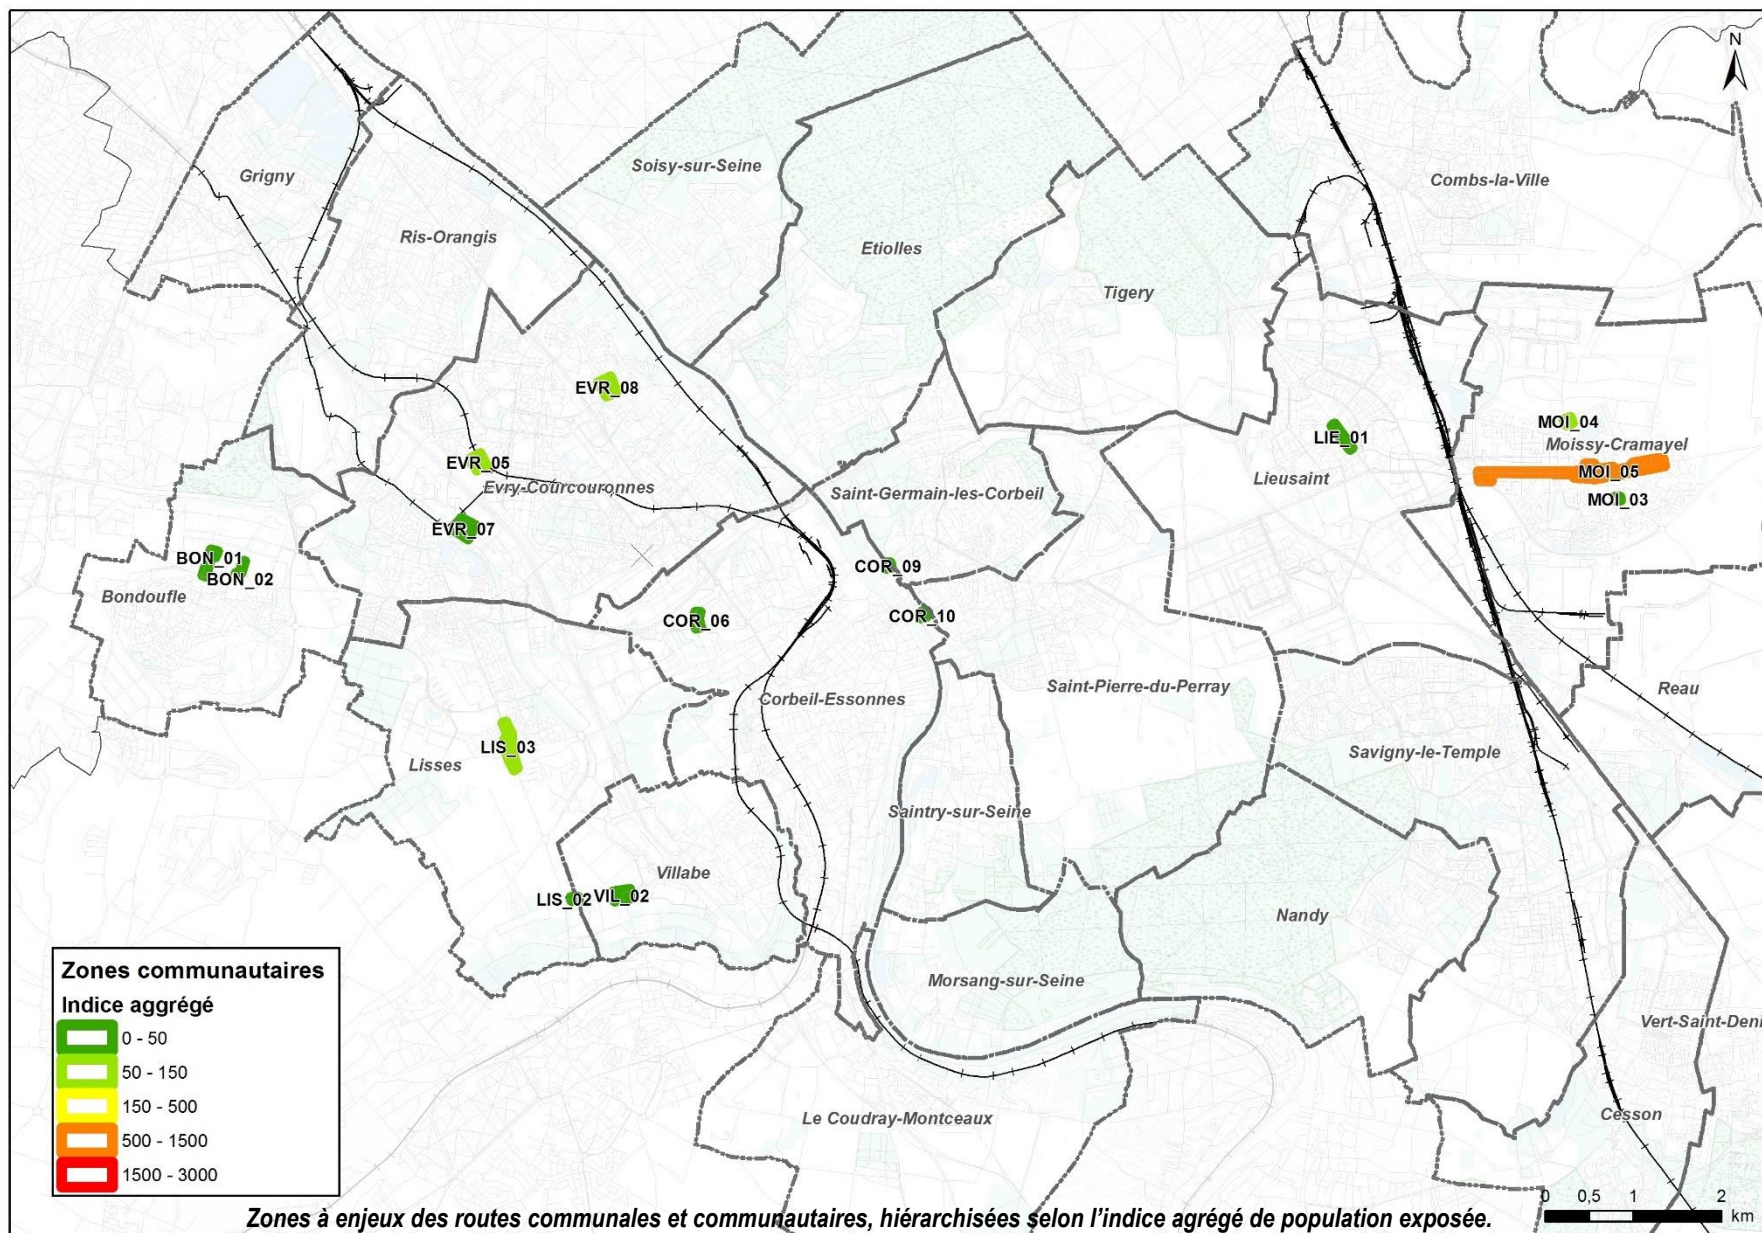 N
Soisy-sur-Seine
Grigny
Combs-la-Ville
Ris-Orangis
Etiolles
Tigery
EVR_08
MOI_04
LIE_01
Moissy-Cramayel
EVR_05
MOI_05
Evry-Courcouronnes
Saint-Germain-les-Corbeil
Lieusaint
MOI_03
EVR_07
BON_01
BON_02
COR_09
Bondoufle
COR_06
COR_10
Saint-Pierre-du-Perray
Reau
Corbeil-Essonnes
LIS_03
Lisses
Savigny-le-Temple
Saintry-sur-Seine
Villabe
LIS_02
VIL_02
Nandy
Morsang-sur-Seine
Vert-Saint-Deni
Le Coudray-Montceaux
Cesson
Zones communautaires
Indice aggrégé
0 - 50
50 - 150
150 - 500
500 - 1500
1500 - 3000
0 0,5 1 2
km
Zones à enjeux des routes communales et communautaires, hiérarchisées selon l’indice agrégé de population exposée.